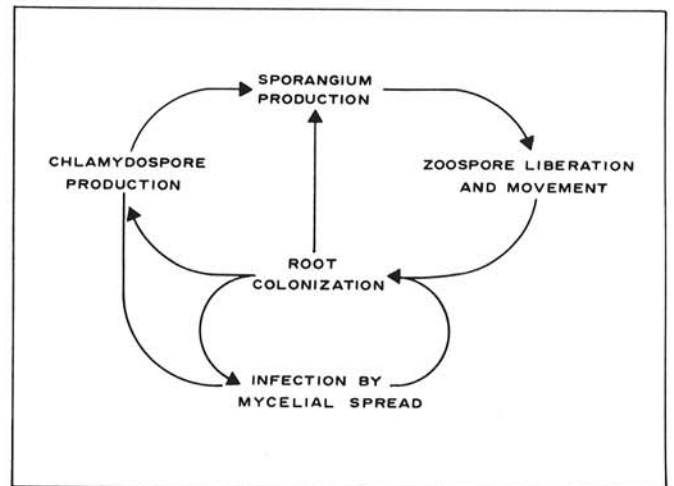 SPORANGIUM
PRODUCTION
CHLAMYDOSPORE
PRODUCTION
ZOOSPORE LIBERATION
AND MOVEMENT
ROOT
COLONIZATION
INFECTION BY
MYCELIAL SPREAD